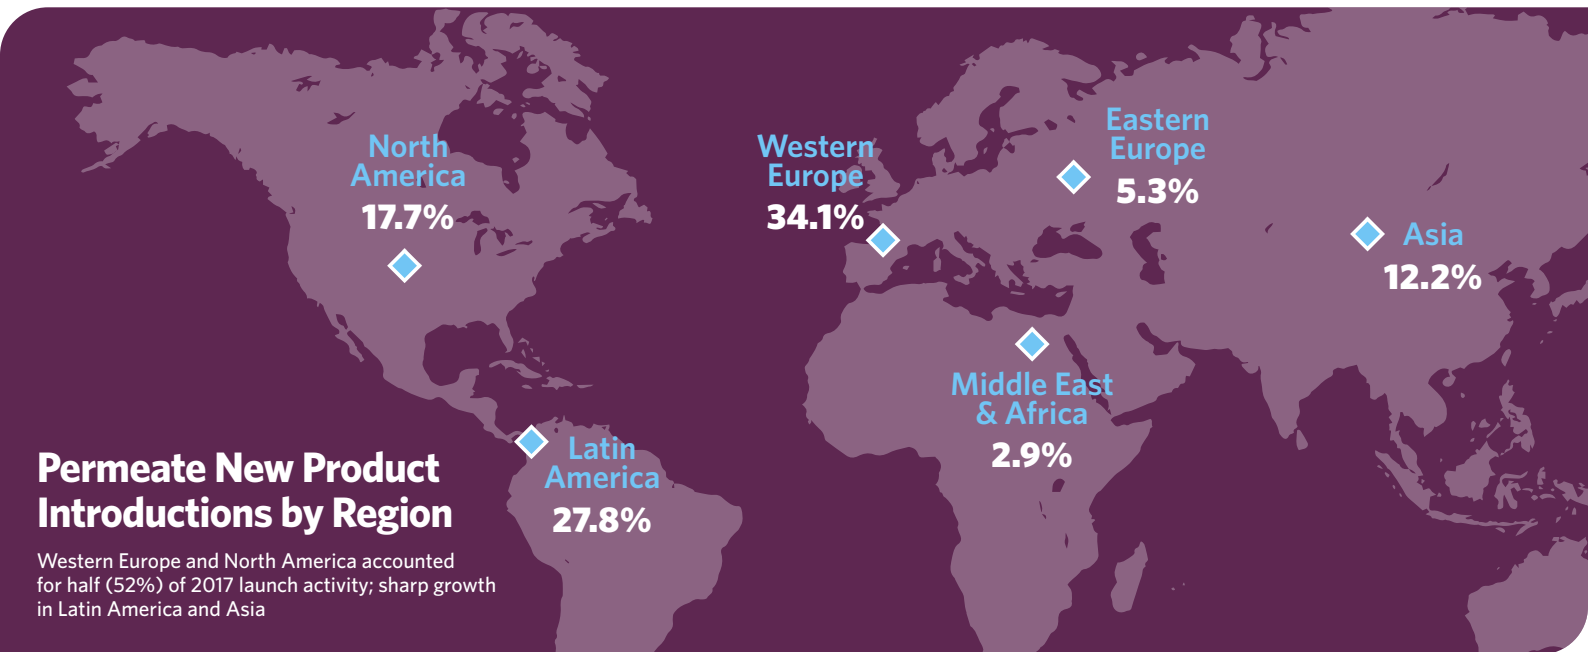 North
America
17.7%
Western
Europe
34.1%
Eastern
Europe
5.3%
Asia
12.2%
Middle East
& Africa
2.9%
Latin
America
27.8%
Permeate New Product
Introductions by Region
Western Europe and North America accounted
for half (52%) of 2017 launch activity; sharp growth
in Latin America and Asia